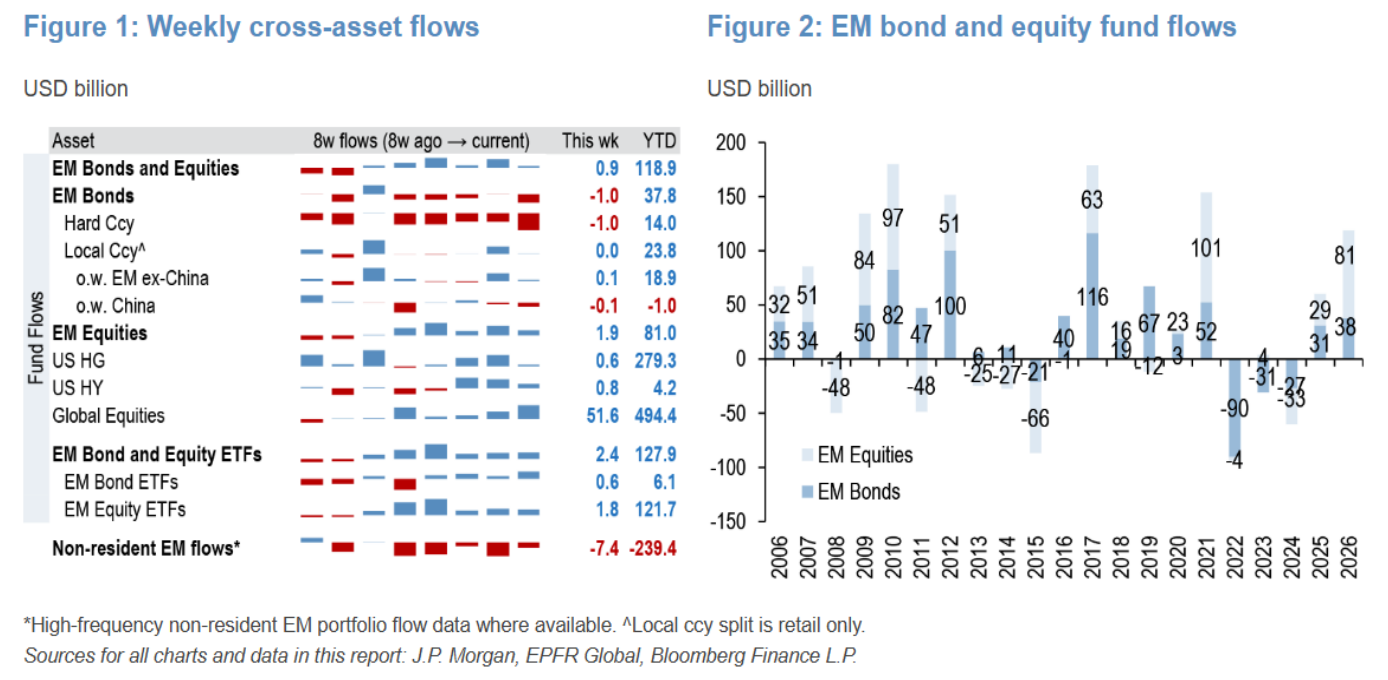 Figure 1: Weekly cross-asset flows
USD billion
Asset 8w flows (8w ago → current) This wk YTD
Fund Flows
EM Bonds and Equities 0.9 118.9
EM Bonds -1.0 37.8
Hard Ccy -1.0 14.0
Local Ccy^ 0.0 23.8
o.w. EM ex-China 0.1 18.9
o.w. China -0.1 -1.0
EM Equities 1.9 81.0
US HG 0.6 279.3
US HY 0.8 4.2
Global Equities 51.6 494.4
EM Bond and Equity ETFs 2.4 127.9
EM Bond ETFs 0.6 6.1
EM Equity ETFs 1.8 121.7
Non-resident EM flows* -7.4 -239.4
Figure 2: EM bond and equity fund flows
USD billion
200
150
100
50
0
-50
-100
-150
32 51 -1 84 97 47 51 6 11 -21 40 63 16 67 23 101 -90 4 -27 29 81
35 34 -48 50 82 -48 100 -25 -27 -66 -1 116 19 -12 3 52 -4 -31 -33 31 38
EM Equities
EM Bonds
2006 2007 2008 2009 2010 2011 2012 2013 2014 2015 2016 2017 2018 2019 2020 2021 2022 2023 2024 2025 2026
*High-frequency non-resident EM portfolio flow data where available. ^Local ccy split is retail only.
Sources for all charts and data in this report: J.P. Morgan, EPFR Global, Bloomberg Finance L.P.